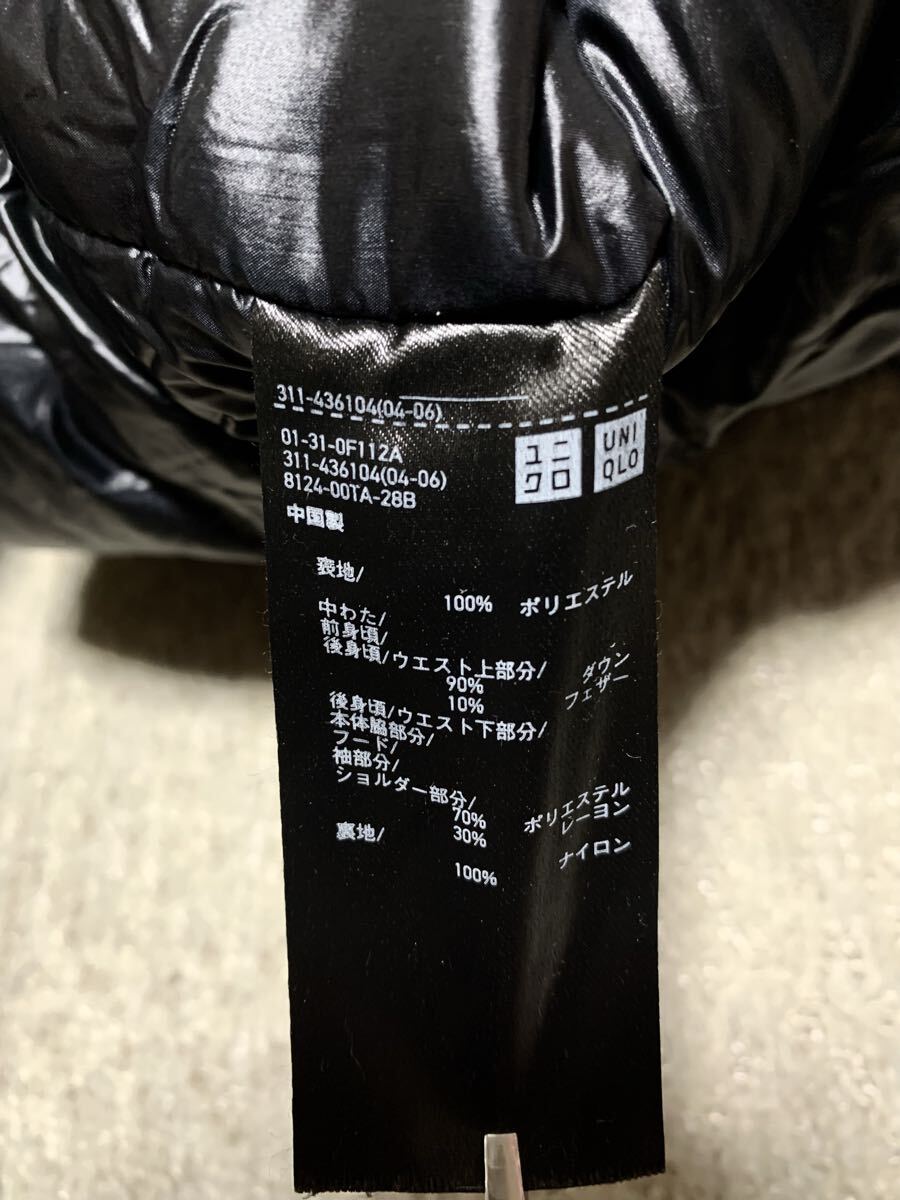 311-436104(04-06)
01-31-0F112A
311-436104(04-06)
8124-00TA-28B
中国製
ユニ
クロ
UNI
QLO
表地/
100% ポリエステル
中わた/
前身頃/
後身頃/ウエスト上部分/
90% ダウン
10% フェザー
後身頃/ウエスト下部分/
本体脇部分/
フード/
袖部分/
ショルダー部分/
70% ポリエステル
30% レーヨン
裏地/
100% ナイロン